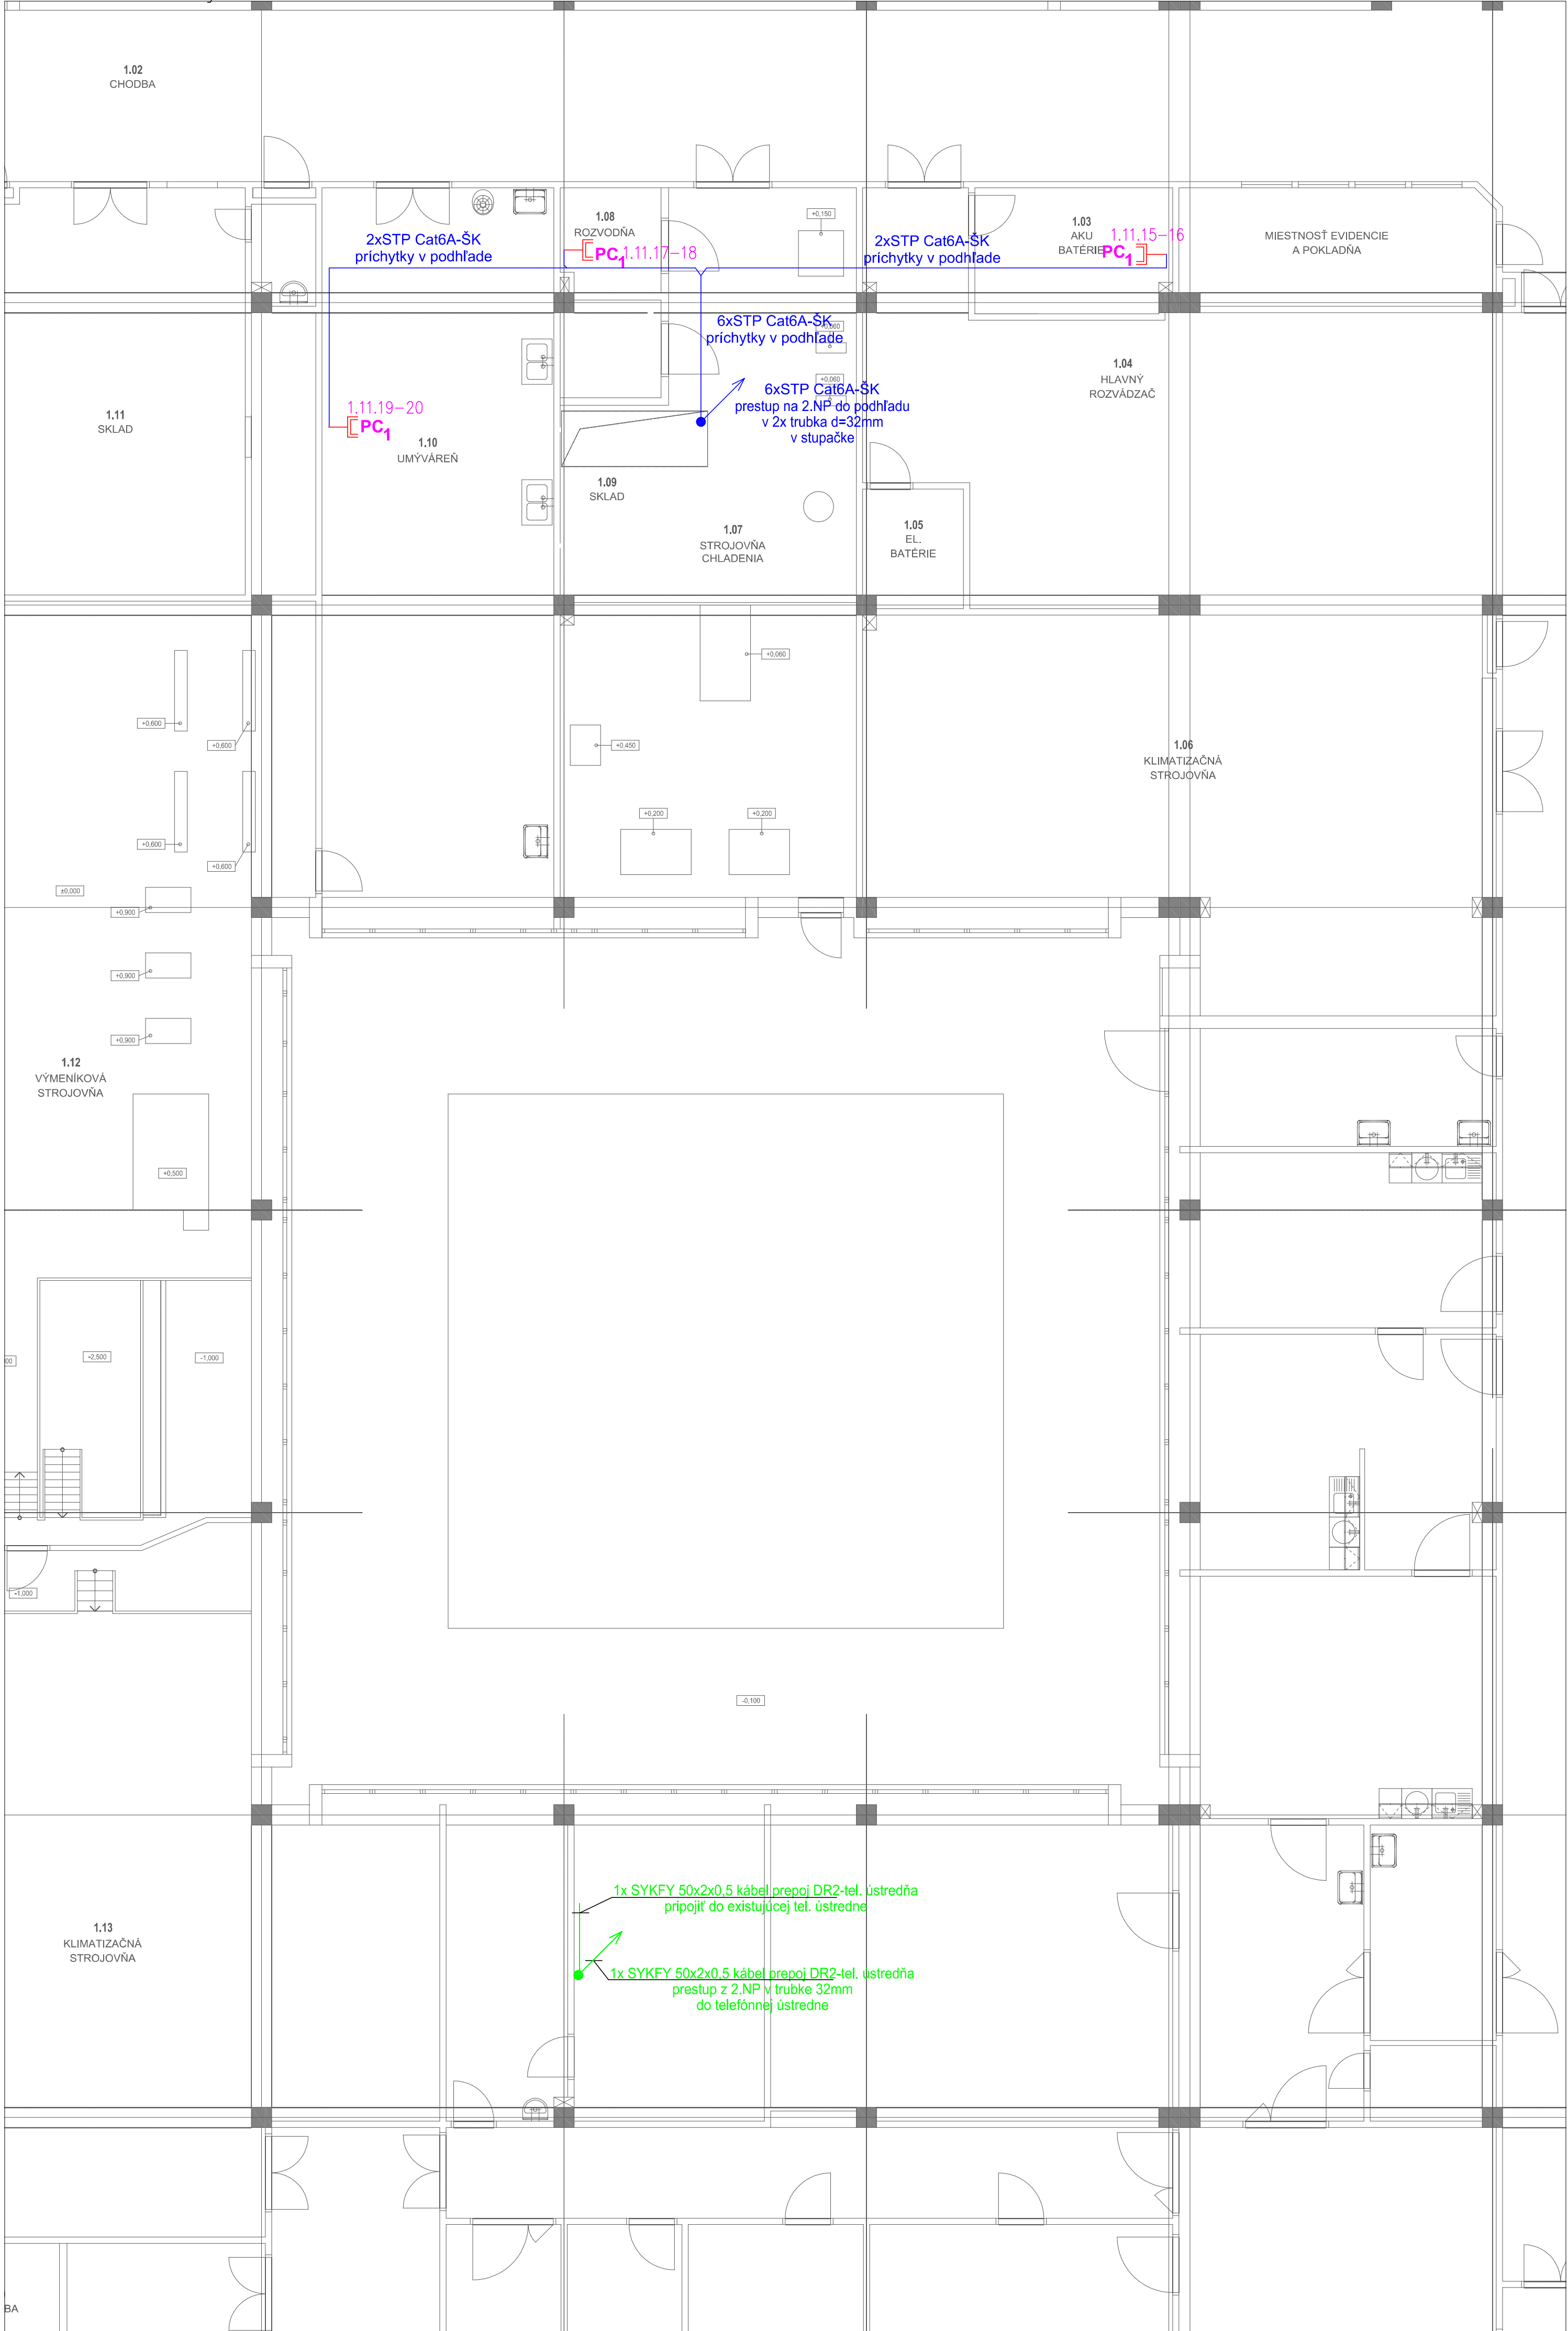 1.02
CHODBA
2xSTP Cat6A-ŠK
príchytky v podhľade
1.08
ROZVODŇA
PC1
1.11.17-18
+0,150
2xSTP Cat6A-ŠK
príchytky v podhľade
1.03
AKU
BATÉRIE
1.11.15-16
PC1
MIESTNOSŤ EVIDENCIE
A POKLADŇA
6xSTP Cat6A-ŠK
príchytky v podhľade
+0,060
+0,060
6xSTP Cat6A-ŠK
prestup na 2.NP do podhľadu
v 2x trubka d=32mm
v stupačke
1.04
HLAVNÝ
ROZVÁDZAČ
1.11
SKLAD
1.11.19-20
PC1
1.10
UMÝVÁREŇ
1.09
SKLAD
1.07
STROJOVŇA
CHLADENIA
1.05
EL.
BATÉRIE
+0,060
+0,600
+0,600
+0,450
1.06
KLIMATIZAČNÁ
STROJOVŇA
+0,200
+0,200
+0,600
+0,600
±0,000
+0,900
+0,900
+0,900
1.12
VÝMENÍKOVÁ
STROJOVŇA
+0,500
-2,500
-1,000
-1,000
-0,100
1x SYKFY 50x2x0,5 kábel prepoj DR2-tel. ústredňa
pripojiť do existujúcej tel. ústredne
1.13
KLIMATIZAČNÁ
STROJOVŇA
1x SYKFY 50x2x0,5 kábel prepoj DR2-tel. ústredňa
prestup z 2.NP v trubke 32mm
do telefónnej ústredne
BA